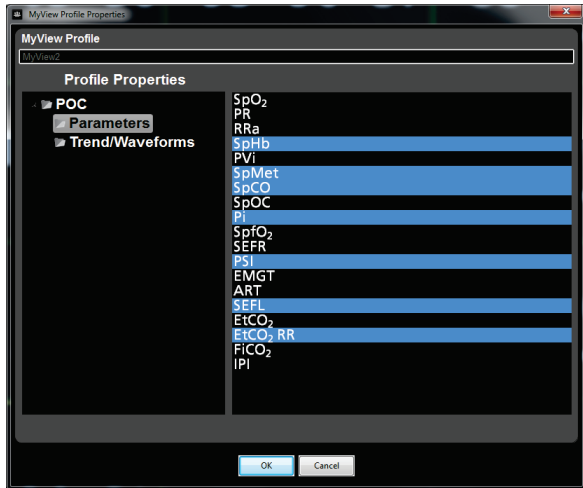 MyView Profile Properties
MyView Profile
MyView2
Profile Properties
POC
Parameters
Trend/Waveforms
SpO₂
PR
RRa
SpHb
PVi
SpMet
SpCO
SpOC
Pi
SpfO₂
SEFR
PSI
EMGT
ART
SEFL
EtCO₂
EtCO₂ RR
FiCO₂
IPI
OK
Cancel